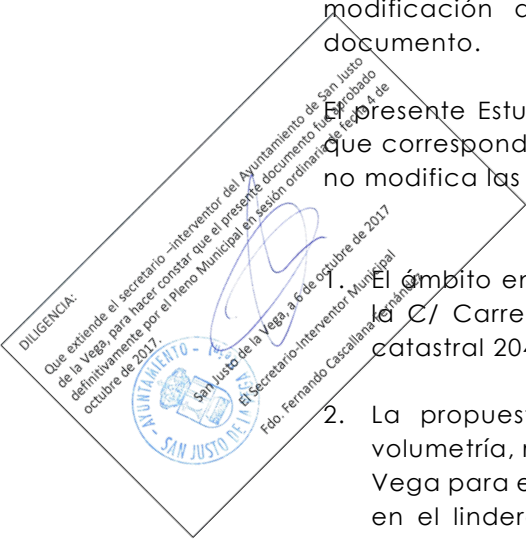 modificación d
documento.
El presente Estu
que correspond
no modifica las
1. El ámbito en
la C/ Carre
catastral 204
2. La propues
volumetría, r
Vega para e
en el linder
DILIGENCIA:
Que extiende el secretario –interventor del Ayuntamiento de San Justo
de la Vega, para hacer constar que el presente documento fue aprobado
definitivamente por el Pleno Municipal en sesión ordinaria de fecha 4 de
octubre de 2017.
San Justo de la Vega, a 6 de octubre de 2017
El Secretario-Interventor Municipal
Fdo. Fernando Cascallana Fernández
AYUNTAMIENTO -
SAN JUSTO DE LA VEGA